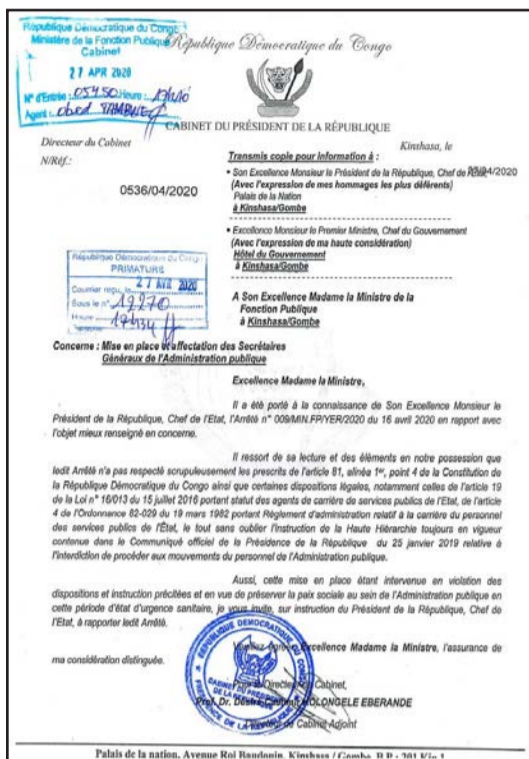 République Démocratique du Congo
Ministère de la Fonction Publique
Cabinet
27 APR 2020
N° d'Entrée : 05450 Heure :
Agent :
République Démocratique du Congo
CABINET DU PRÉSIDENT DE LA RÉPUBLIQUE
Directeur du Cabinet
Kinshasa, le
N/Réf.:
0536/04/2020
Transmis copie pour information à :
• Son Excellence Monsieur le Président de la République, Chef de /04/2020
(Avec l'expression de mes hommages les plus déférents)
Palais de la Nation
à Kinshasa/Gombe
• Excellence Monsieur le Premier Ministre, Chef du Gouvernement
(Avec l'expression de ma haute considération)
Hôtel du Gouvernement
à Kinshasa/Gombe
République Démocratique du Congo
PRIMATURE
Courrier reçu, le 27 AVR 2020
Sous le n° 12270
Heure 17h34
A Son Excellence Madame la Ministre de la
Fonction Publique
à Kinshasa/Gombe
Concerne : Mise en place et affectation des Secrétaires
Généraux de l'Administration publique
Excellence Madame la Ministre,
Il a été porté à la connaissance de Son Excellence Monsieur le
Président de la République, Chef de l'Etat, l'Arrêté n° 009/MIN.FP/YER/2020 du 16 avril 2020 en rapport avec
l'objet mieux renseigné en concerne.
Il ressort de sa lecture et des éléments en notre possession que
ledit Arrêté n'a pas respecté scrupuleusement les prescrits de l'article 81, alinéa 1er, point 4 de la Constitution de
la République Démocratique du Congo ainsi que certaines dispositions légales, notamment celles de l'article 19
de la Loi n° 16/013 du 15 juillet 2016 portant statut des agents de carrière de services publics de l'Etat, de l'article
4 de l'Ordonnance 82-029 du 19 mars 1982 portant Règlement d'administration relatif à la carrière du personnel
des services publics de l'État, le tout sans oublier l'instruction de la Haute Hiérarchie toujours en vigueur
contenue dans le Communiqué officiel de la Présidence de la République du 25 janvier 2019 relative à
l'interdiction de procéder aux mouvements du personnel de l'Administration publique.
Aussi, cette mise en place étant intervenue en violation des
dispositions et instruction précitées et en vue de préserver la paix sociale au sein de l'Administration publique en
cette période d'état d'urgence sanitaire, je vous invite, sur instruction du Président de la République, Chef de
l'Etat, à rapporter ledit Arrêté.
Veuillez agréer, Excellence Madame la Ministre, l'assurance de
ma considération distinguée.
Pour le Directeur de Cabinet,
Prof. Dr. Désiré Cashmir KOLONGELE EBERANDE
Directeur de Cabinet Adjoint
Palais de la nation, Avenue Roi Baudouin, Kinshasa / Gombe